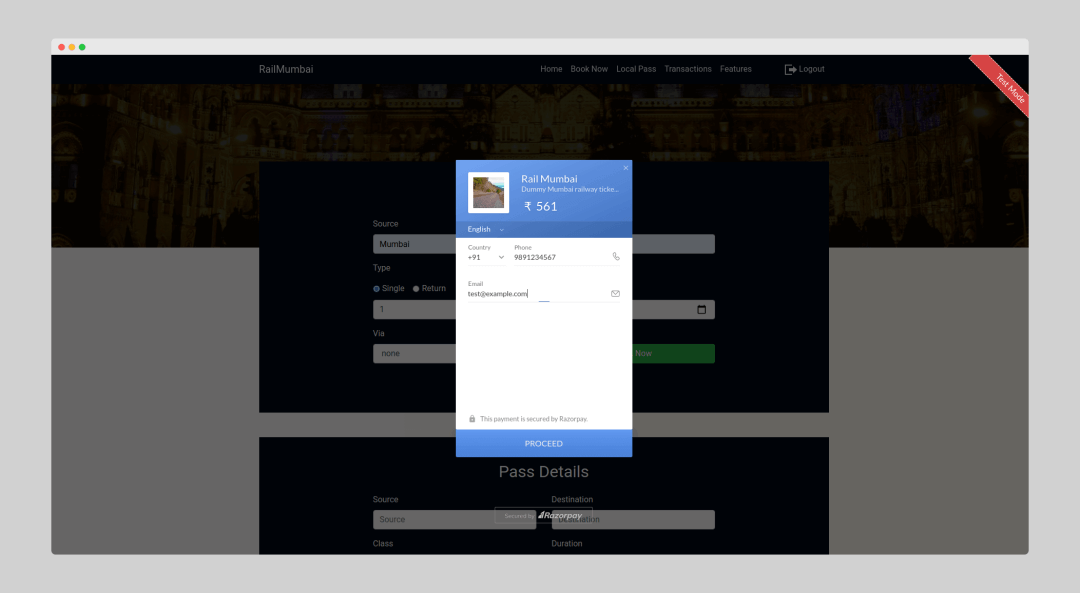 RailMumbai
Home Book Now Local Pass Transactions Features Logout
Test Mode
Rail Mumbai
Dummy Mumbai railway ticke...
₹ 561
English
Country Phone
+91 9891234567
Email
test@example.com
This payment is secured by Razorpay.
PROCEED
Source
Mumbai
Type
Single Return
1
Via
none
Now
Pass Details
Source Destination
Source Destination
Secured by Razorpay
Class Duration